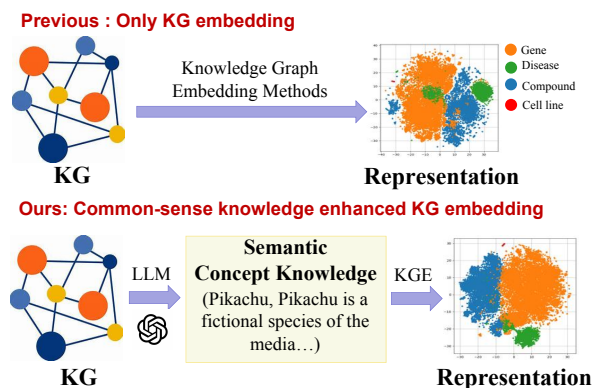 Previous : Only KG embedding
Knowledge Graph
Embedding Methods
Gene
Disease
Compound
Cell line
KG
Representation
Ours: Common-sense knowledge enhanced KG embedding
LLM
Semantic
Concept Knowledge
(Pikachu, Pikachu is a
fictional species of the
media…)
KGE
KG
Representation